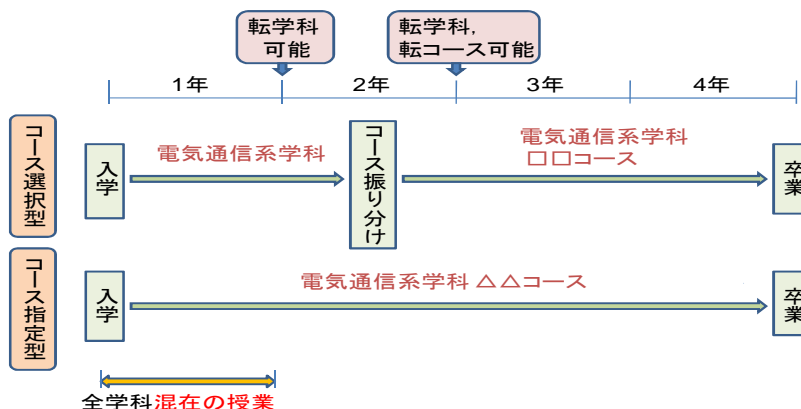 転学科
可能
転学科,
転コース可能
1年
2年
3年
4年
コース選択型
入学
電気通信系学科
コース振り分け
電気通信系学科
□□コース
卒業
コース指定型
入学
電気通信系学科 △△コース
卒業
全学科混在の授業